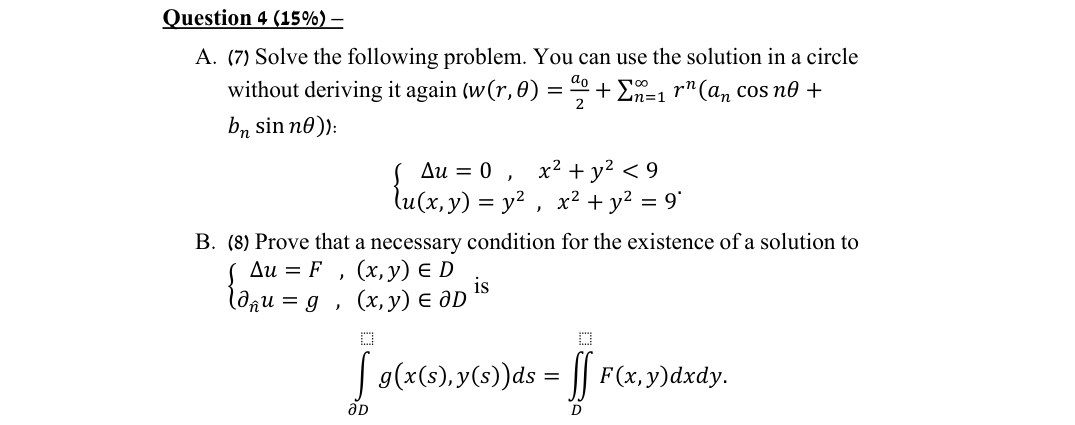 Question 4 (15%) –
A. (7) Solve the following problem. You can use the solution in a circle
without deriving it again (w(r, θ) = a₀/2 + ∑ₙ₌₁^∞ rⁿ(aₙ cos nθ +
bₙ sin nθ)):
{ Δu = 0 , x² + y² < 9
u(x, y) = y² , x² + y² = 9 .
B. (8) Prove that a necessary condition for the existence of a solution to
{ Δu = F , (x, y) ∈ D
∂ₙ̂u = g , (x, y) ∈ ∂D is
∫_∂D g(x(s), y(s))ds = ∬_D F(x, y)dxdy.